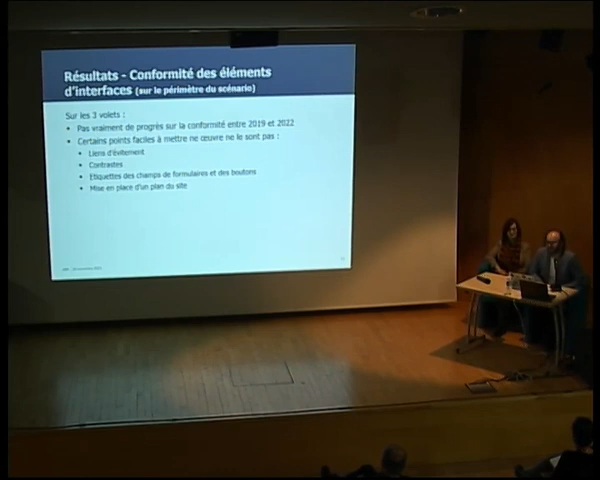 Résultats - Conformité des éléments
d'interfaces (sur le périmètre du scénario)
Sur les 3 volets :
• Pas vraiment de progrès sur la conformité entre 2019 et 2022
• Certains points faciles à mettre ne œuvre ne le sont pas :
• Liens d'évitement
• Contrastes
• Etiquettes des champs de formulaires et des boutons
• Mise en place d'un plan du site